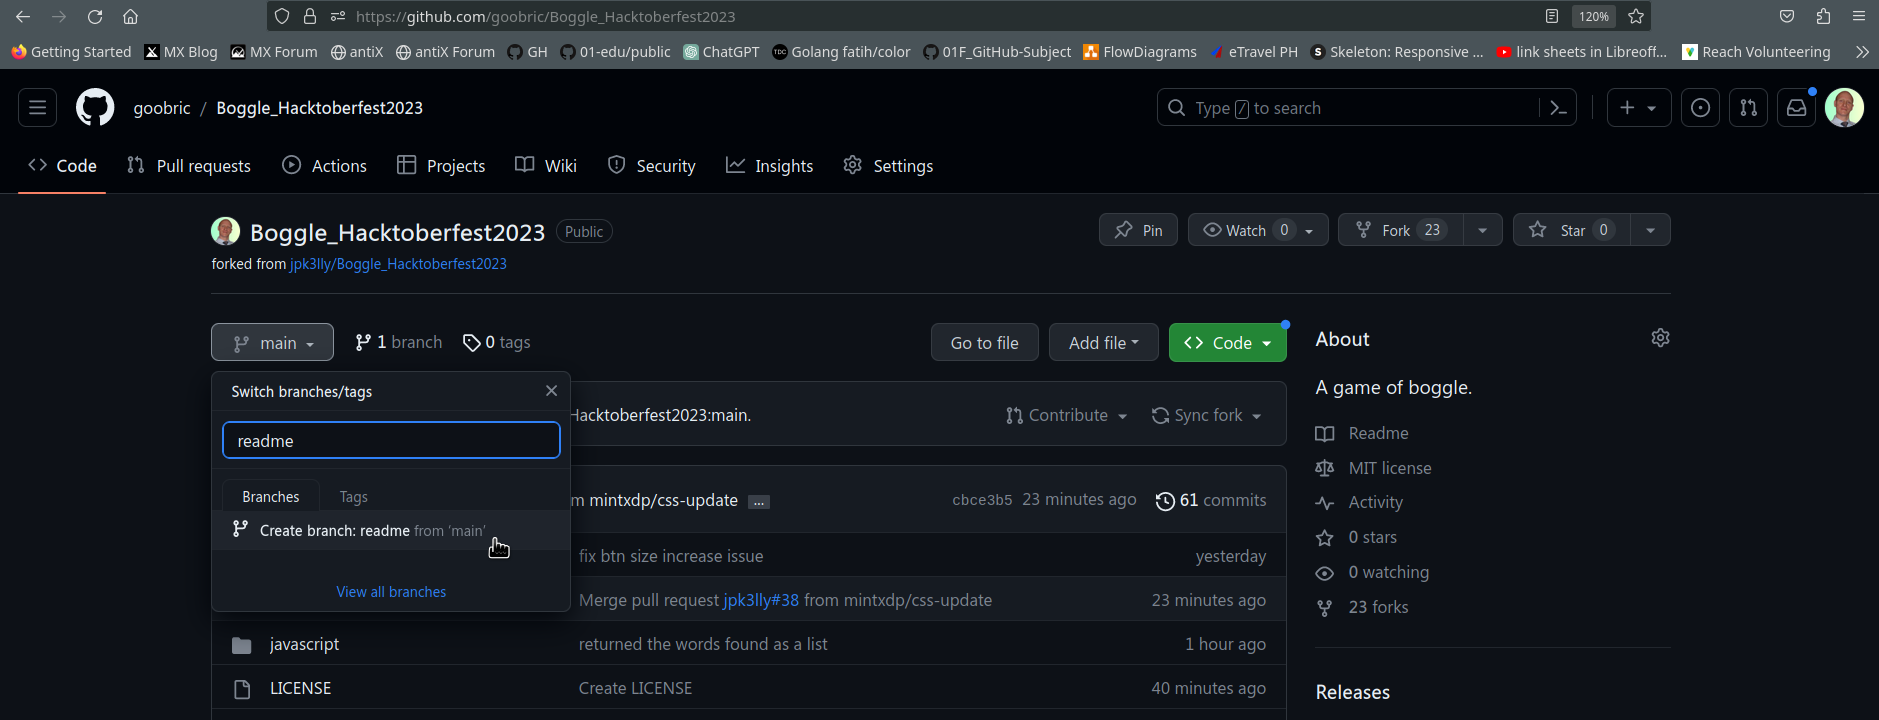 https://github.com/goobric/Boggle_Hacktoberfest2023
120%
Getting Started MX Blog MX Forum antiX antiX Forum GH 01-edu/public ChatGPT Golang fatih/color 01F_GitHub-Subject FlowDiagrams eTravel PH Skeleton: Responsive ... link sheets in Libreoff... Reach Volunteering
goobric / Boggle_Hacktoberfest2023
Type / to search
Code Pull requests Actions Projects Wiki Security Insights Settings
Boggle_Hacktoberfest2023 Public
Pin Watch 0 Fork 23 Star 0
forked from jpk3lly/Boggle_Hacktoberfest2023
main 1 branch 0 tags
Go to file Add file Code
Switch branches/tags
readme
Branches Tags
Create branch: readme from 'main'
View all branches
Hacktoberfest2023:main.
Contribute Sync fork
m mintxdp/css-update ... cbce3b5 23 minutes ago 61 commits
fix btn size increase issue yesterday
Merge pull request jpk3lly#38 from mintxdp/css-update 23 minutes ago
javascript returned the words found as a list 1 hour ago
LICENSE Create LICENSE 40 minutes ago
About
A game of boggle.
Readme
MIT license
Activity
0 stars
0 watching
23 forks
Releases